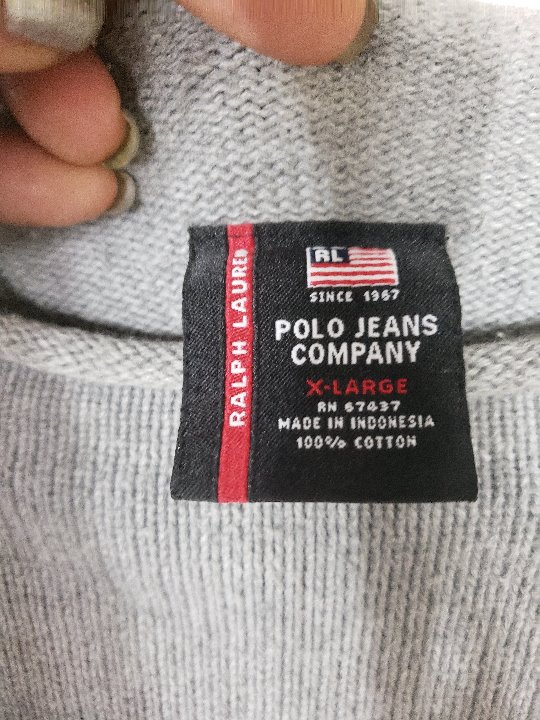 RALPH LAUREN
RL
SINCE 1967
POLO JEANS
COMPANY
X-LARGE
RN 67437
MADE IN INDONESIA
100% COTTON